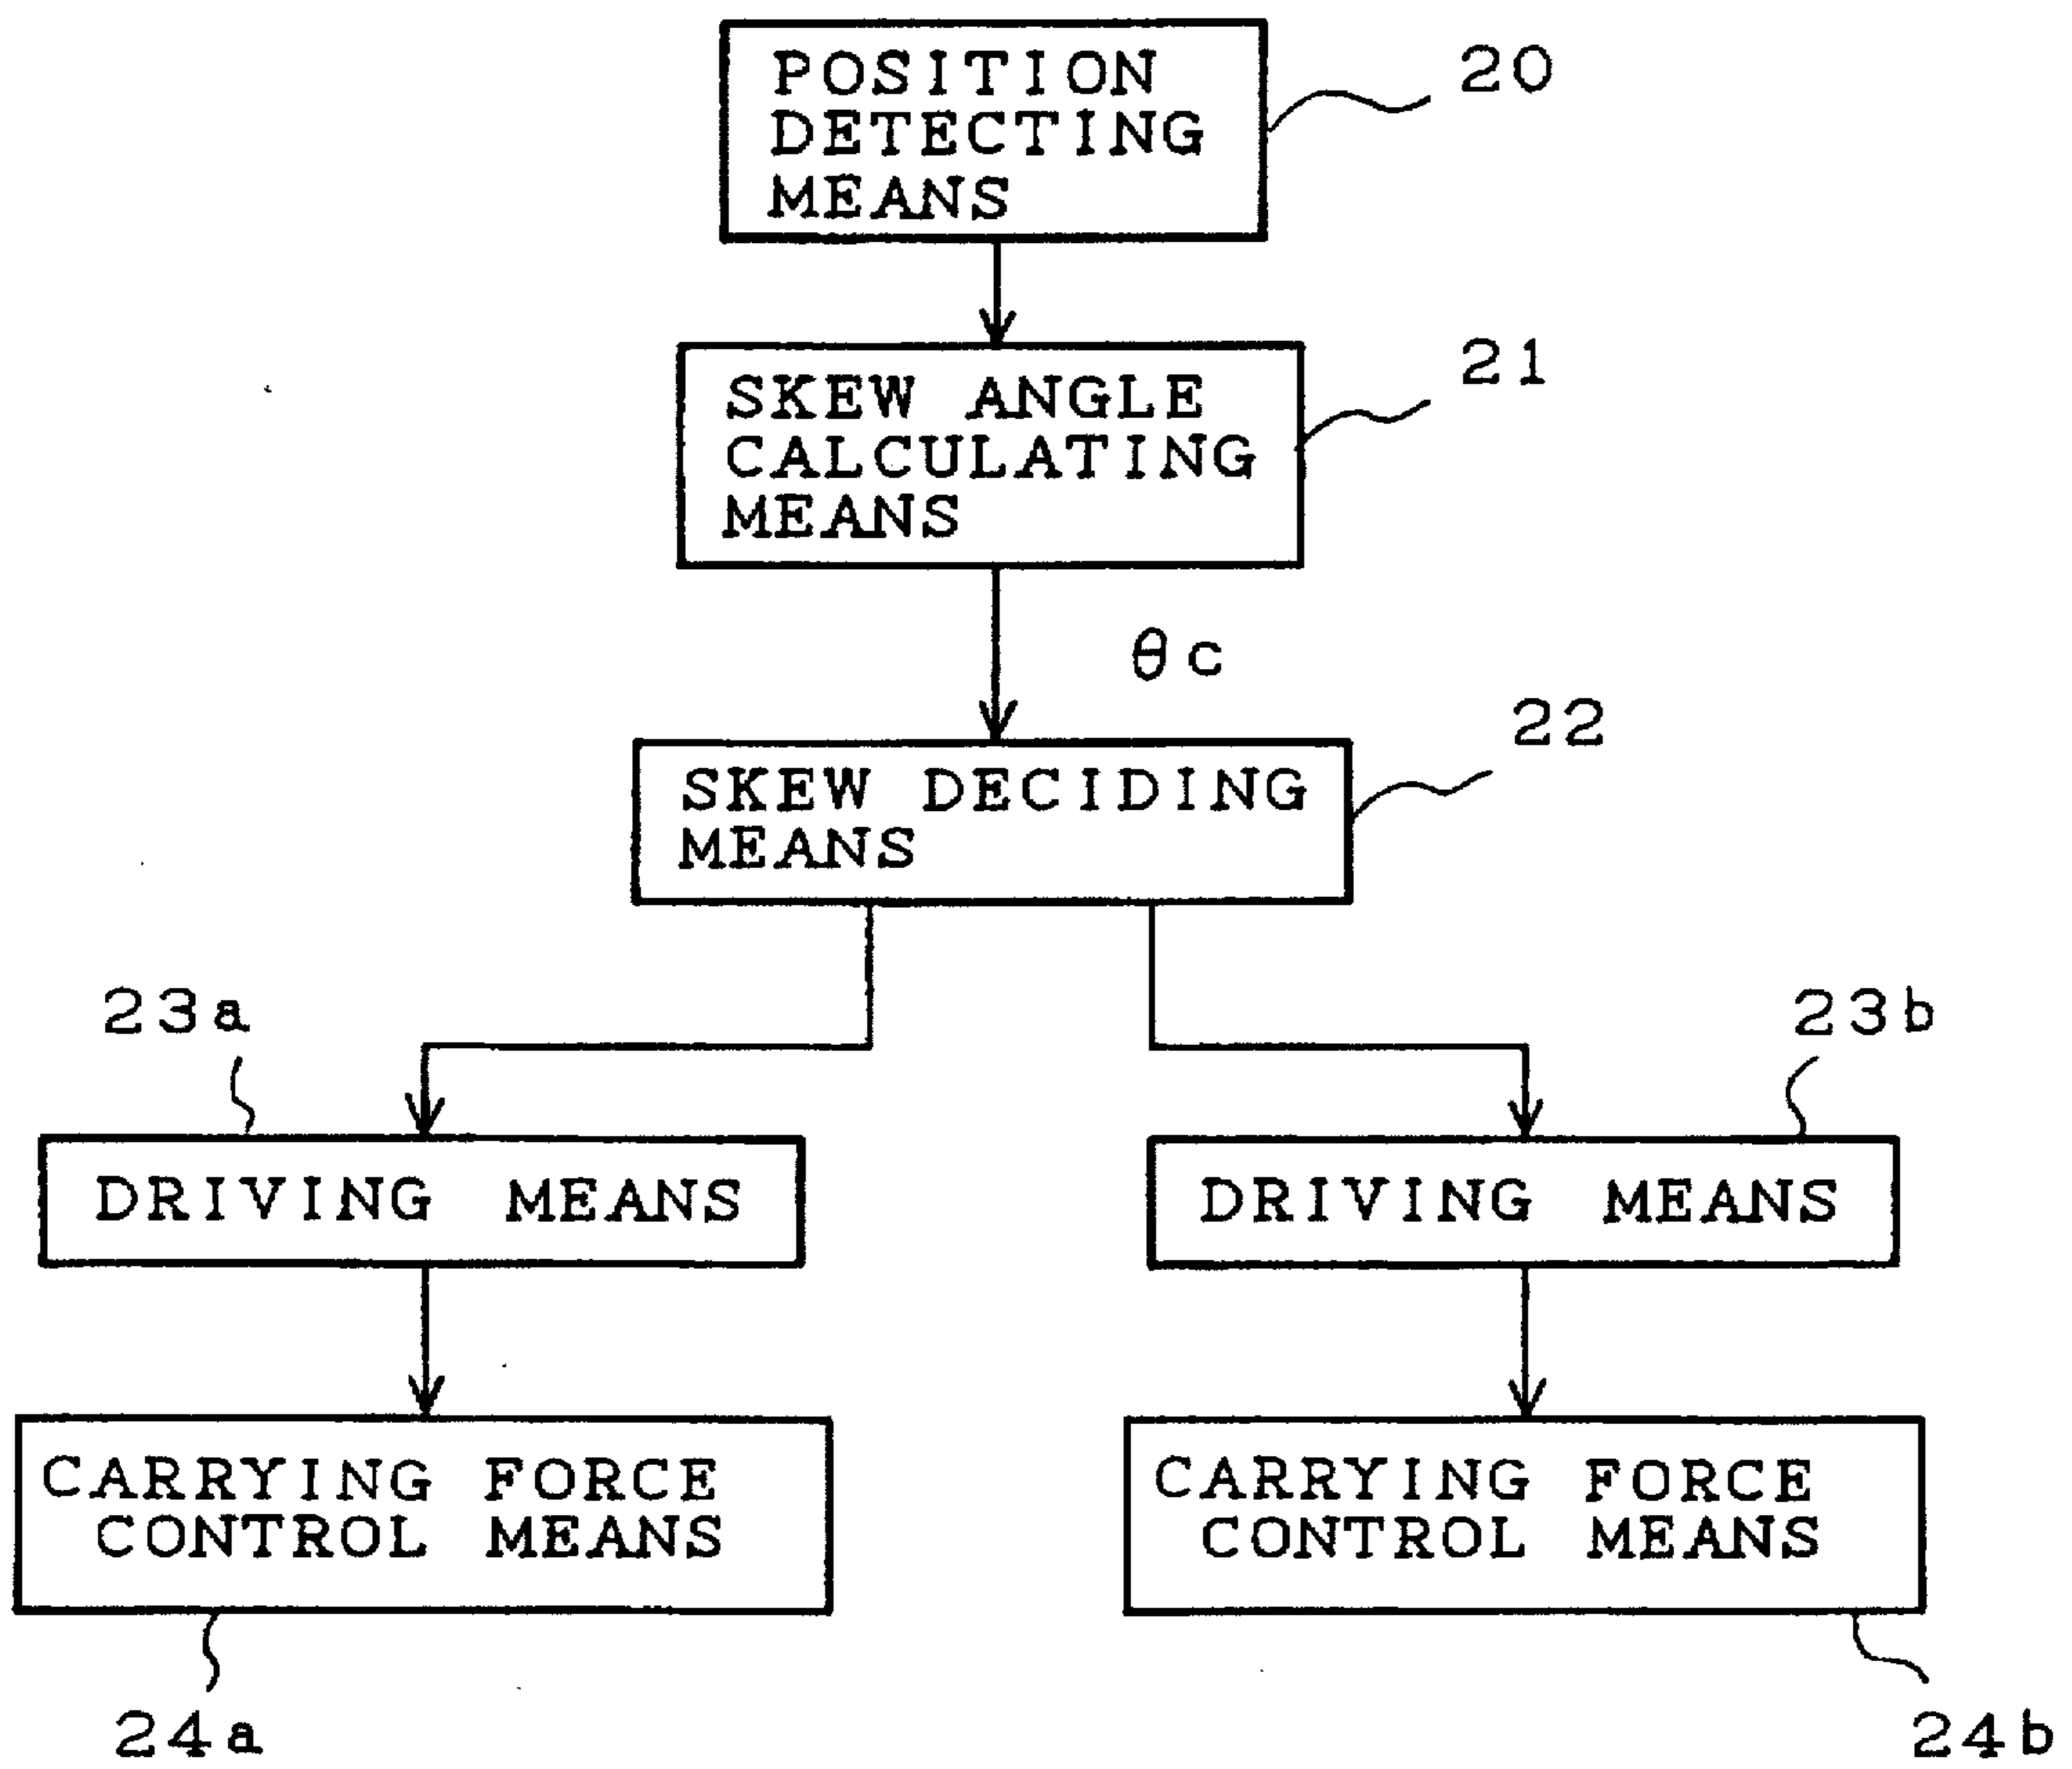 POSITION
DETECTING
MEANS
20
SKEW ANGLE
CALCULATING
MEANS
21
θc
SKEW DECIDING
MEANS
22
23a
23b
DRIVING MEANS
DRIVING MEANS
CARRYING FORCE
CONTROL MEANS
CARRYING FORCE
CONTROL MEANS
24a
24b